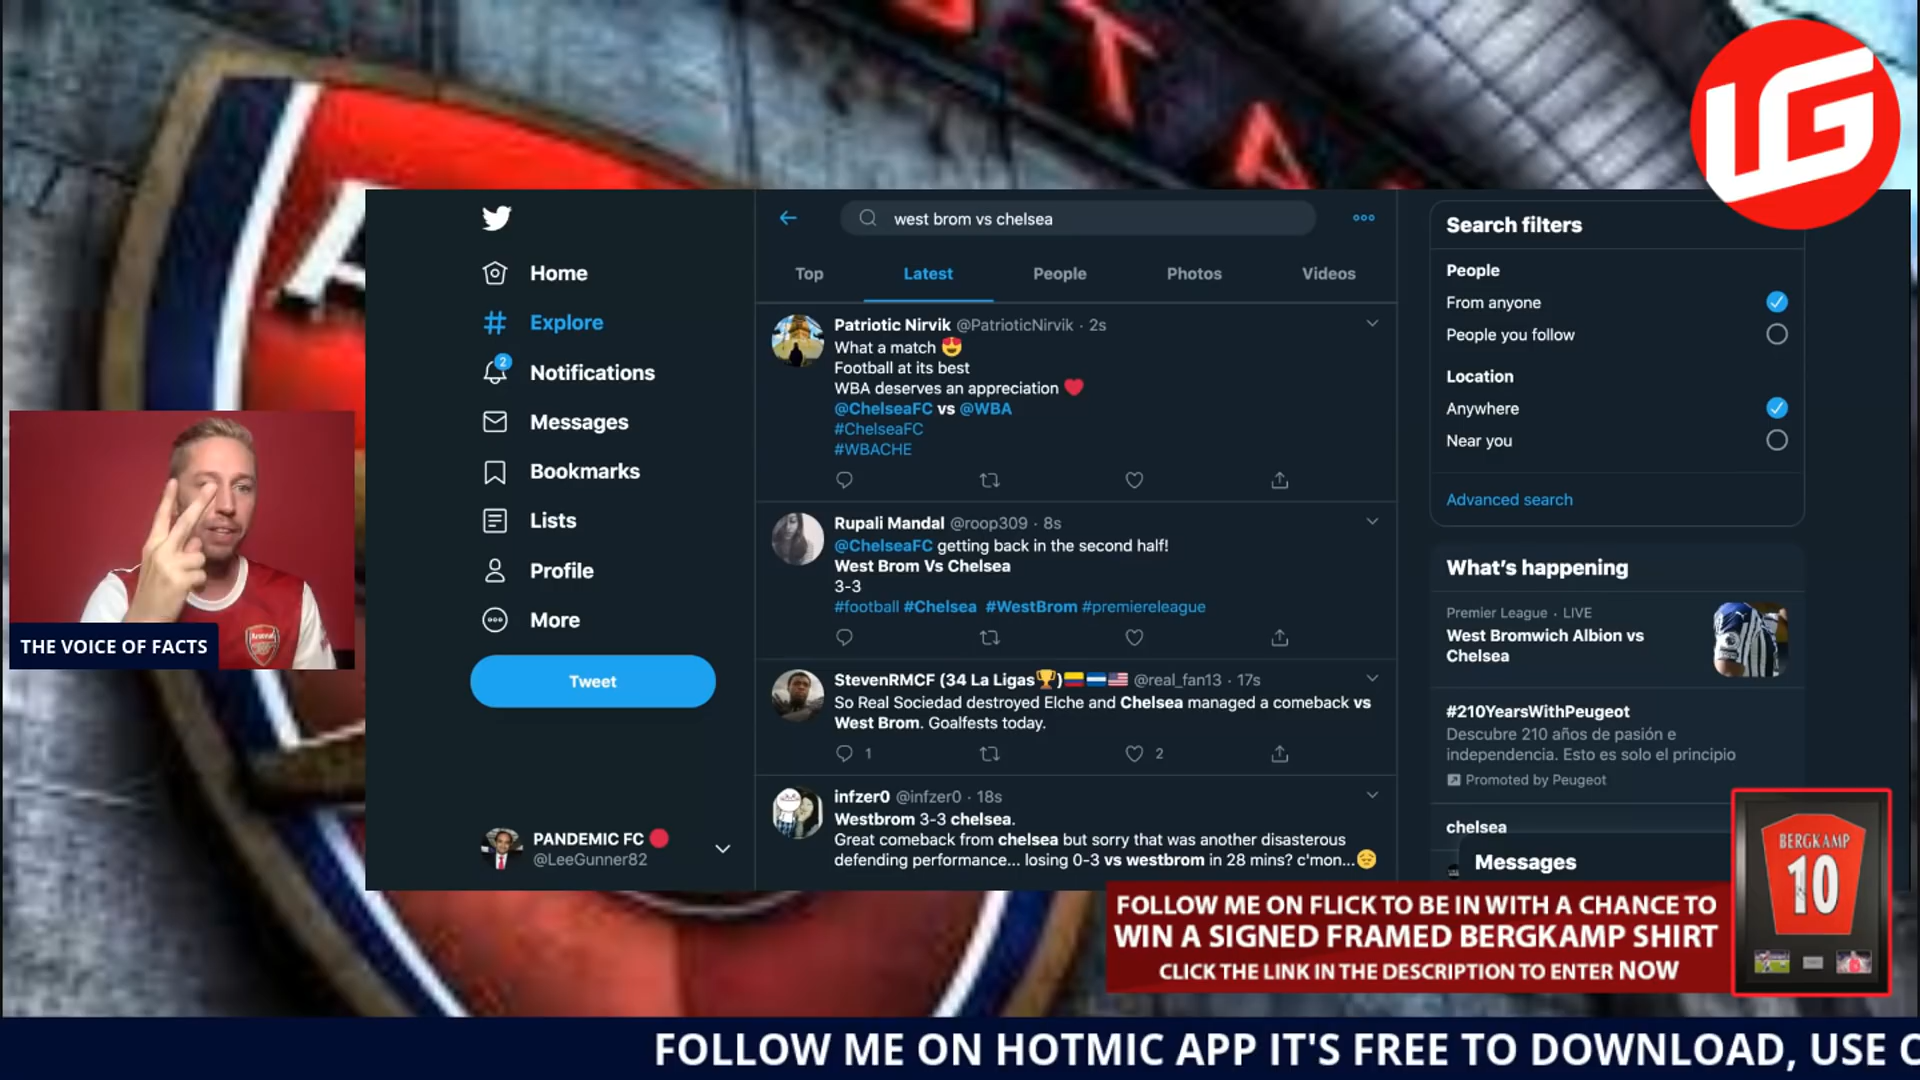 LG
west brom vs chelsea
Home
Explore
2
Notifications
Messages
Bookmarks
Lists
Profile
More
Tweet
PANDEMIC FC
@LeeGunner82
Top
Latest
People
Photos
Videos
Patriotic Nirvik @PatrioticNirvik · 2s
What a match 😍
Football at its best
WBA deserves an appreciation ❤️
@ChelseaFC vs @WBA
#ChelseaFC
#WBACHE
Rupali Mandal @roop309 · 8s
@ChelseaFC getting back in the second half!
West Brom Vs Chelsea
3-3
#football #Chelsea #WestBrom #premiereleague
StevenRMCF (34 La Ligas🏆) @real_fan13 · 17s
So Real Sociedad destroyed Elche and Chelsea managed a comeback vs
West Brom. Goalfests today.
1
2
infzer0 @infzer0 · 18s
Westbrom 3-3 chelsea.
Great comeback from chelsea but sorry that was another disasterous
defending performance... losing 0-3 vs westbrom in 28 mins? c'mon...😔
Search filters
People
From anyone
People you follow
Location
Anywhere
Near you
Advanced search
What's happening
Premier League · LIVE
West Bromwich Albion vs
Chelsea
#210YearsWithPeugeot
Descubre 210 años de pasión e
independencia. Esto es solo el principio
Promoted by Peugeot
chelsea
Messages
THE VOICE OF FACTS
Arsenal
BERGKAMP
10
FOLLOW ME ON FLICK TO BE IN WITH A CHANCE TO
WIN A SIGNED FRAMED BERGKAMP SHIRT
CLICK THE LINK IN THE DESCRIPTION TO ENTER NOW
FOLLOW ME ON HOTMIC APP IT'S FREE TO DOWNLOAD, USE